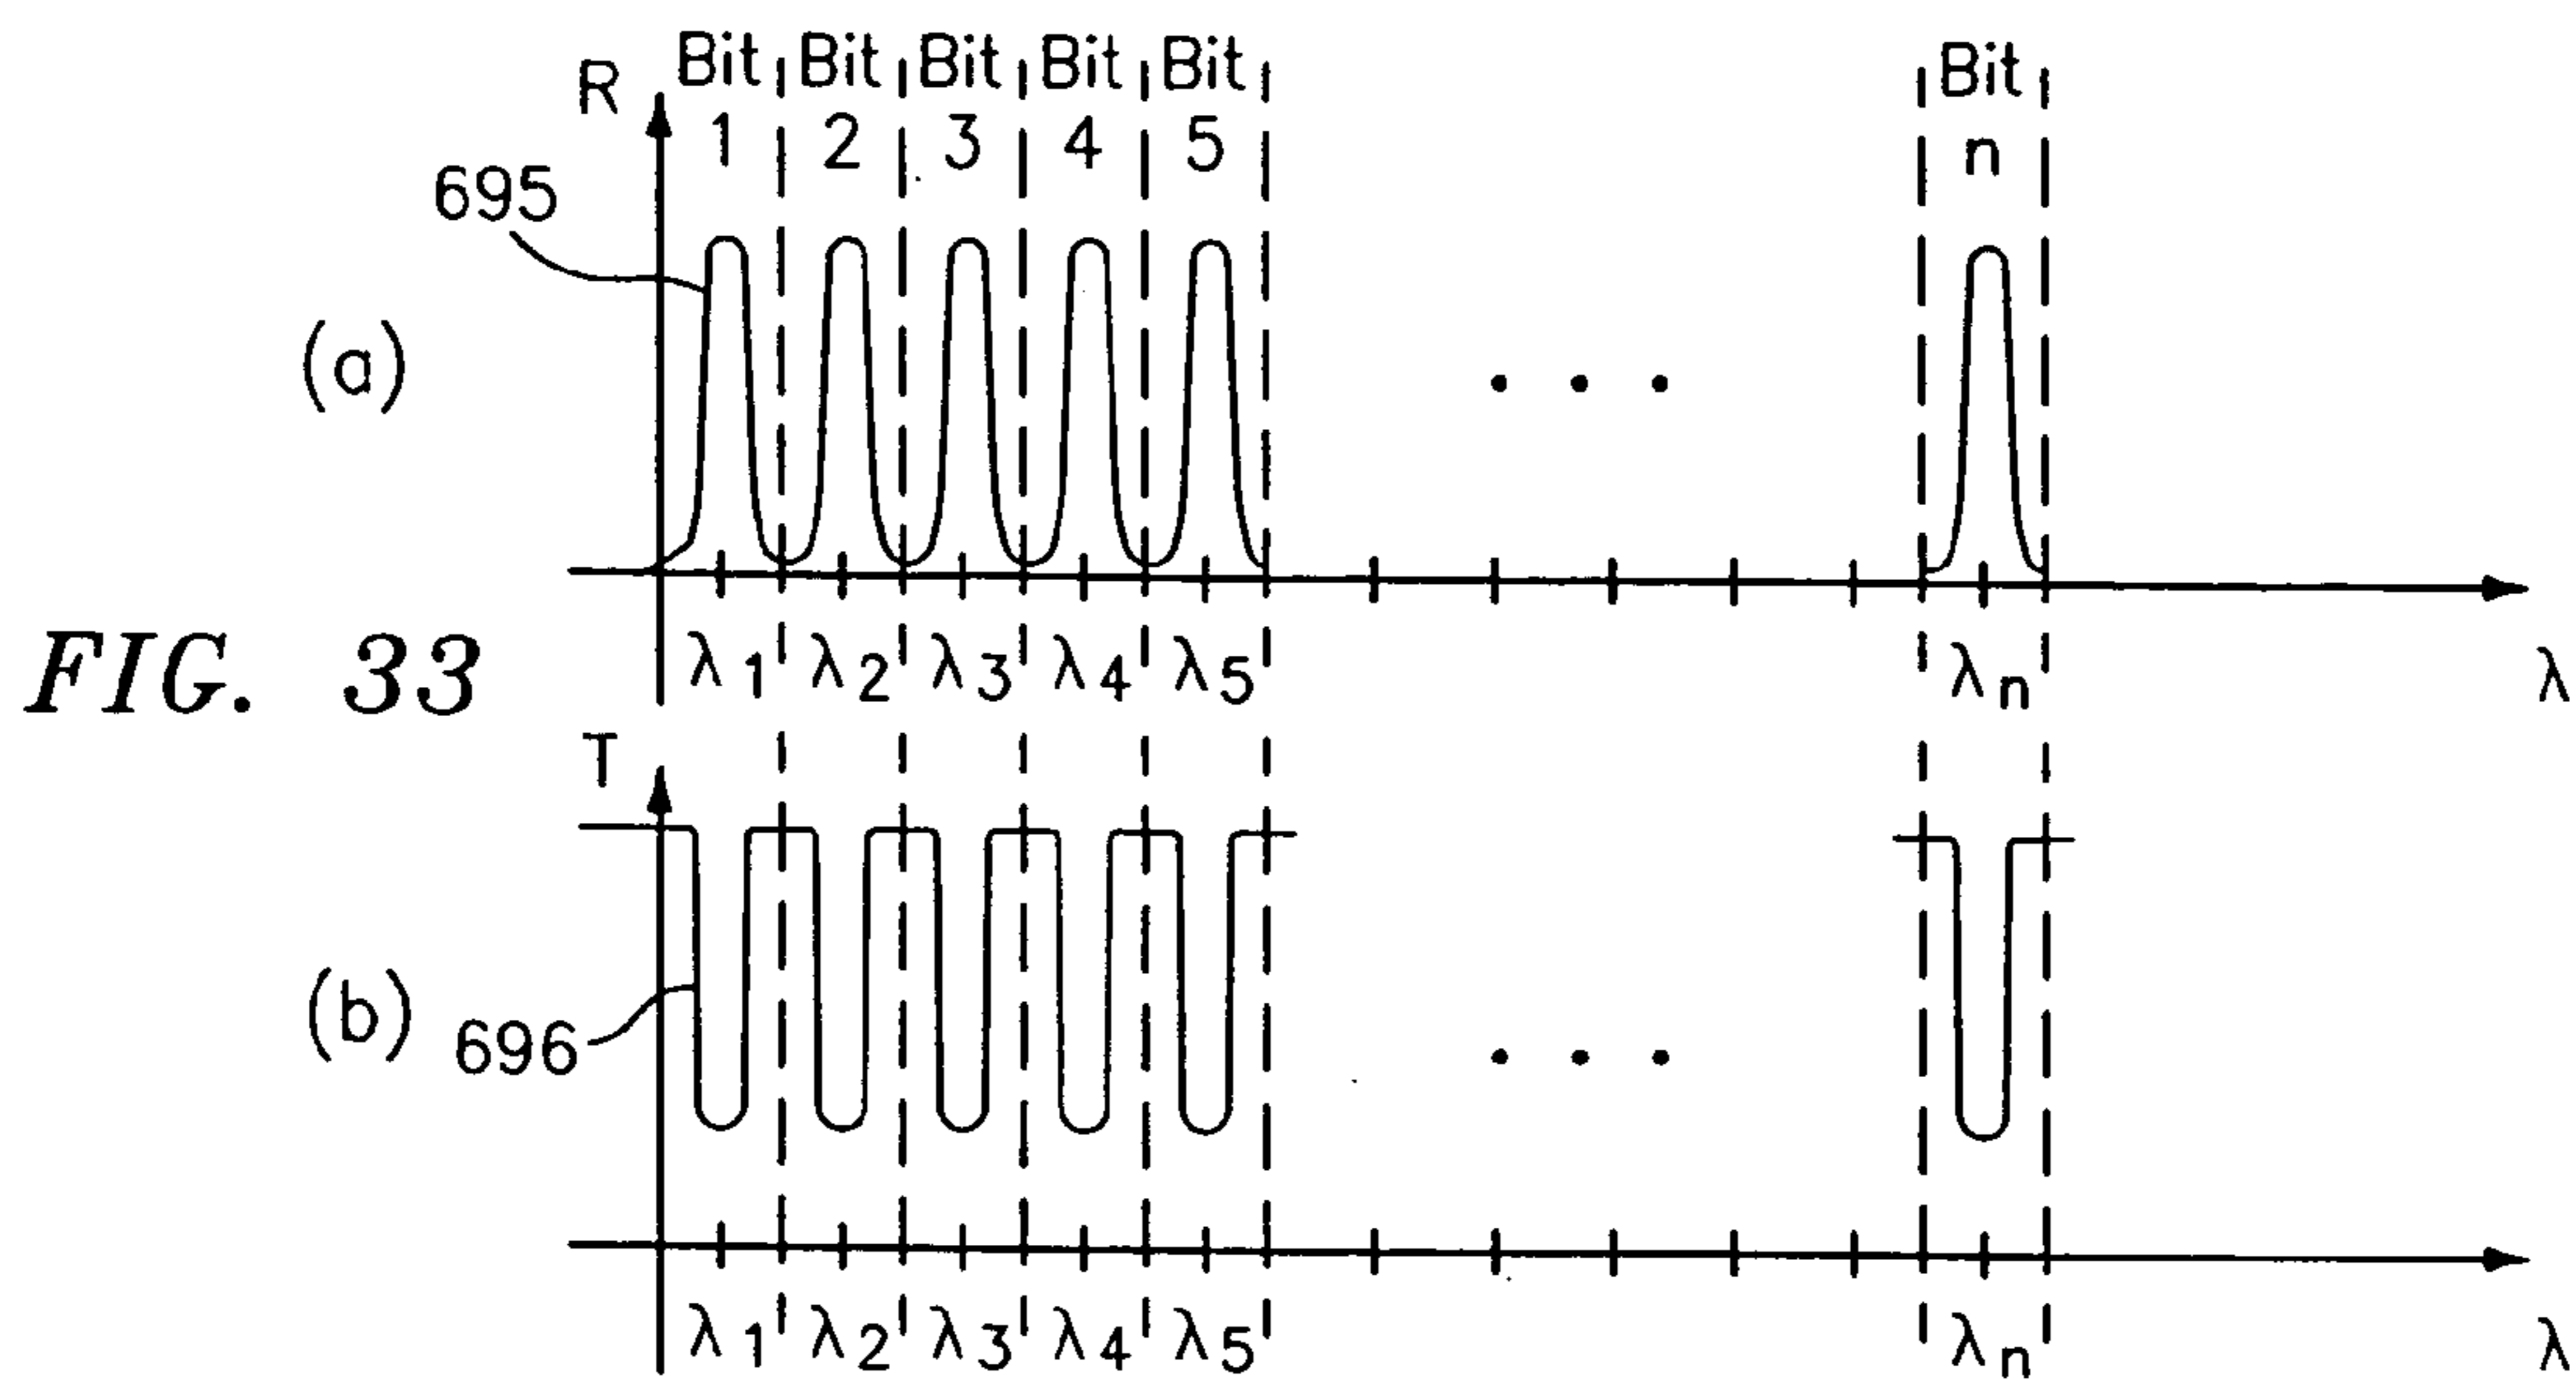 R
Bit 1
Bit 2
Bit 3
Bit 4
Bit 5
Bit n
695
(a)
λ1 λ2 λ3 λ4 λ5 λn λ
FIG. 33
T
(b)
696
λ1 λ2 λ3 λ4 λ5 λn λ